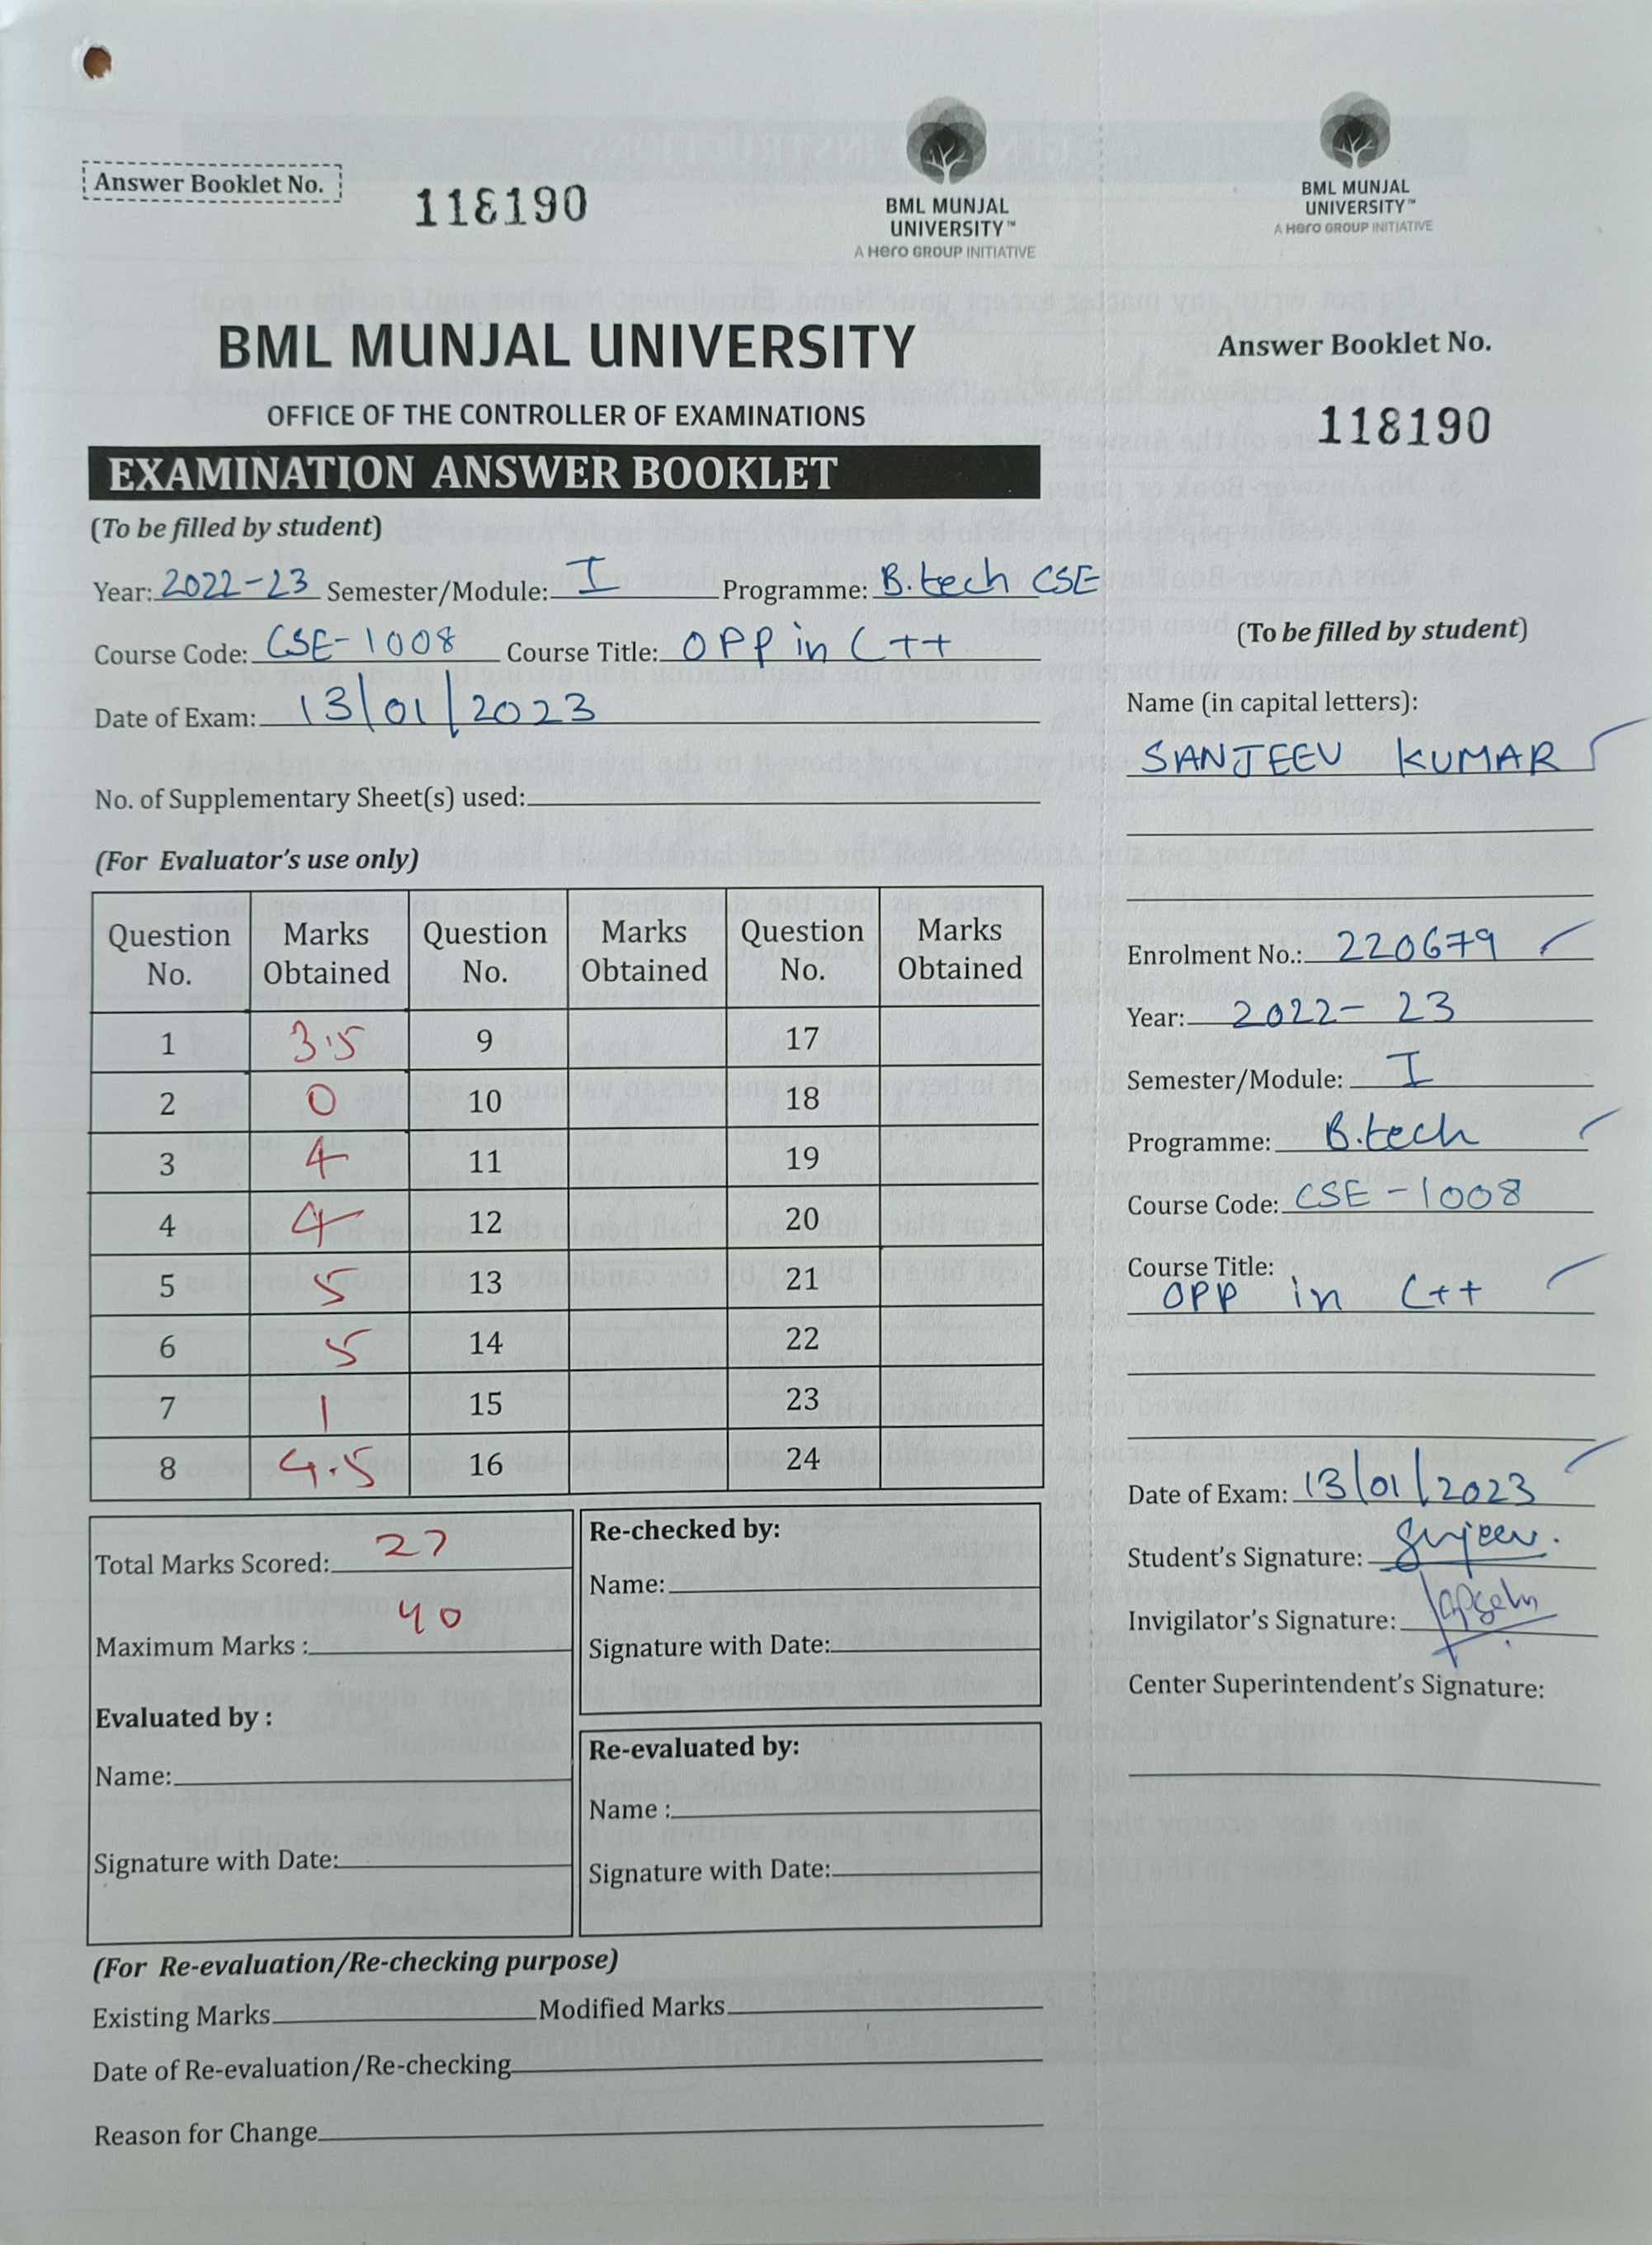 Answer Booklet No.
118190
BML MUNJAL
UNIVERSITY™
A Hero GROUP INITIATIVE
BML MUNJAL
UNIVERSITY™
A Hero GROUP INITIATIVE
BML MUNJAL UNIVERSITY
OFFICE OF THE CONTROLLER OF EXAMINATIONS
EXAMINATION ANSWER BOOKLET
(To be filled by student)
Year: 2022-23 Semester/Module: I Programme: B.tech CSE
Course Code: CSE-1008 Course Title: OPP in C++
Date of Exam: 13/01/2023
No. of Supplementary Sheet(s) used:
(For Evaluator's use only)
Question No. Marks Obtained Question No. Marks Obtained Question No. Marks Obtained
1 3.5 9 17
2 0 10 18
3 4 11 19
4 4 12 20
5 5 13 21
6 5 14 22
7 1 15 23
8 4.5 16 24
Total Marks Scored: 27
Maximum Marks : 40
Evaluated by :
Name:
Signature with Date:
Re-checked by:
Name:
Signature with Date:
Re-evaluated by:
Name :
Signature with Date:
(For Re-evaluation/Re-checking purpose)
Existing Marks Modified Marks
Date of Re-evaluation/Re-checking
Reason for Change
Answer Booklet No.
118190
(To be filled by student)
Name (in capital letters):
SANJEEV KUMAR
Enrolment No.: 220679
Year: 2022-23
Semester/Module: I
Programme: B.tech
Course Code: CSE-1008
Course Title:
OPP in C++
Date of Exam: 13/01/2023
Student's Signature:
Invigilator's Signature:
Center Superintendent's Signature: